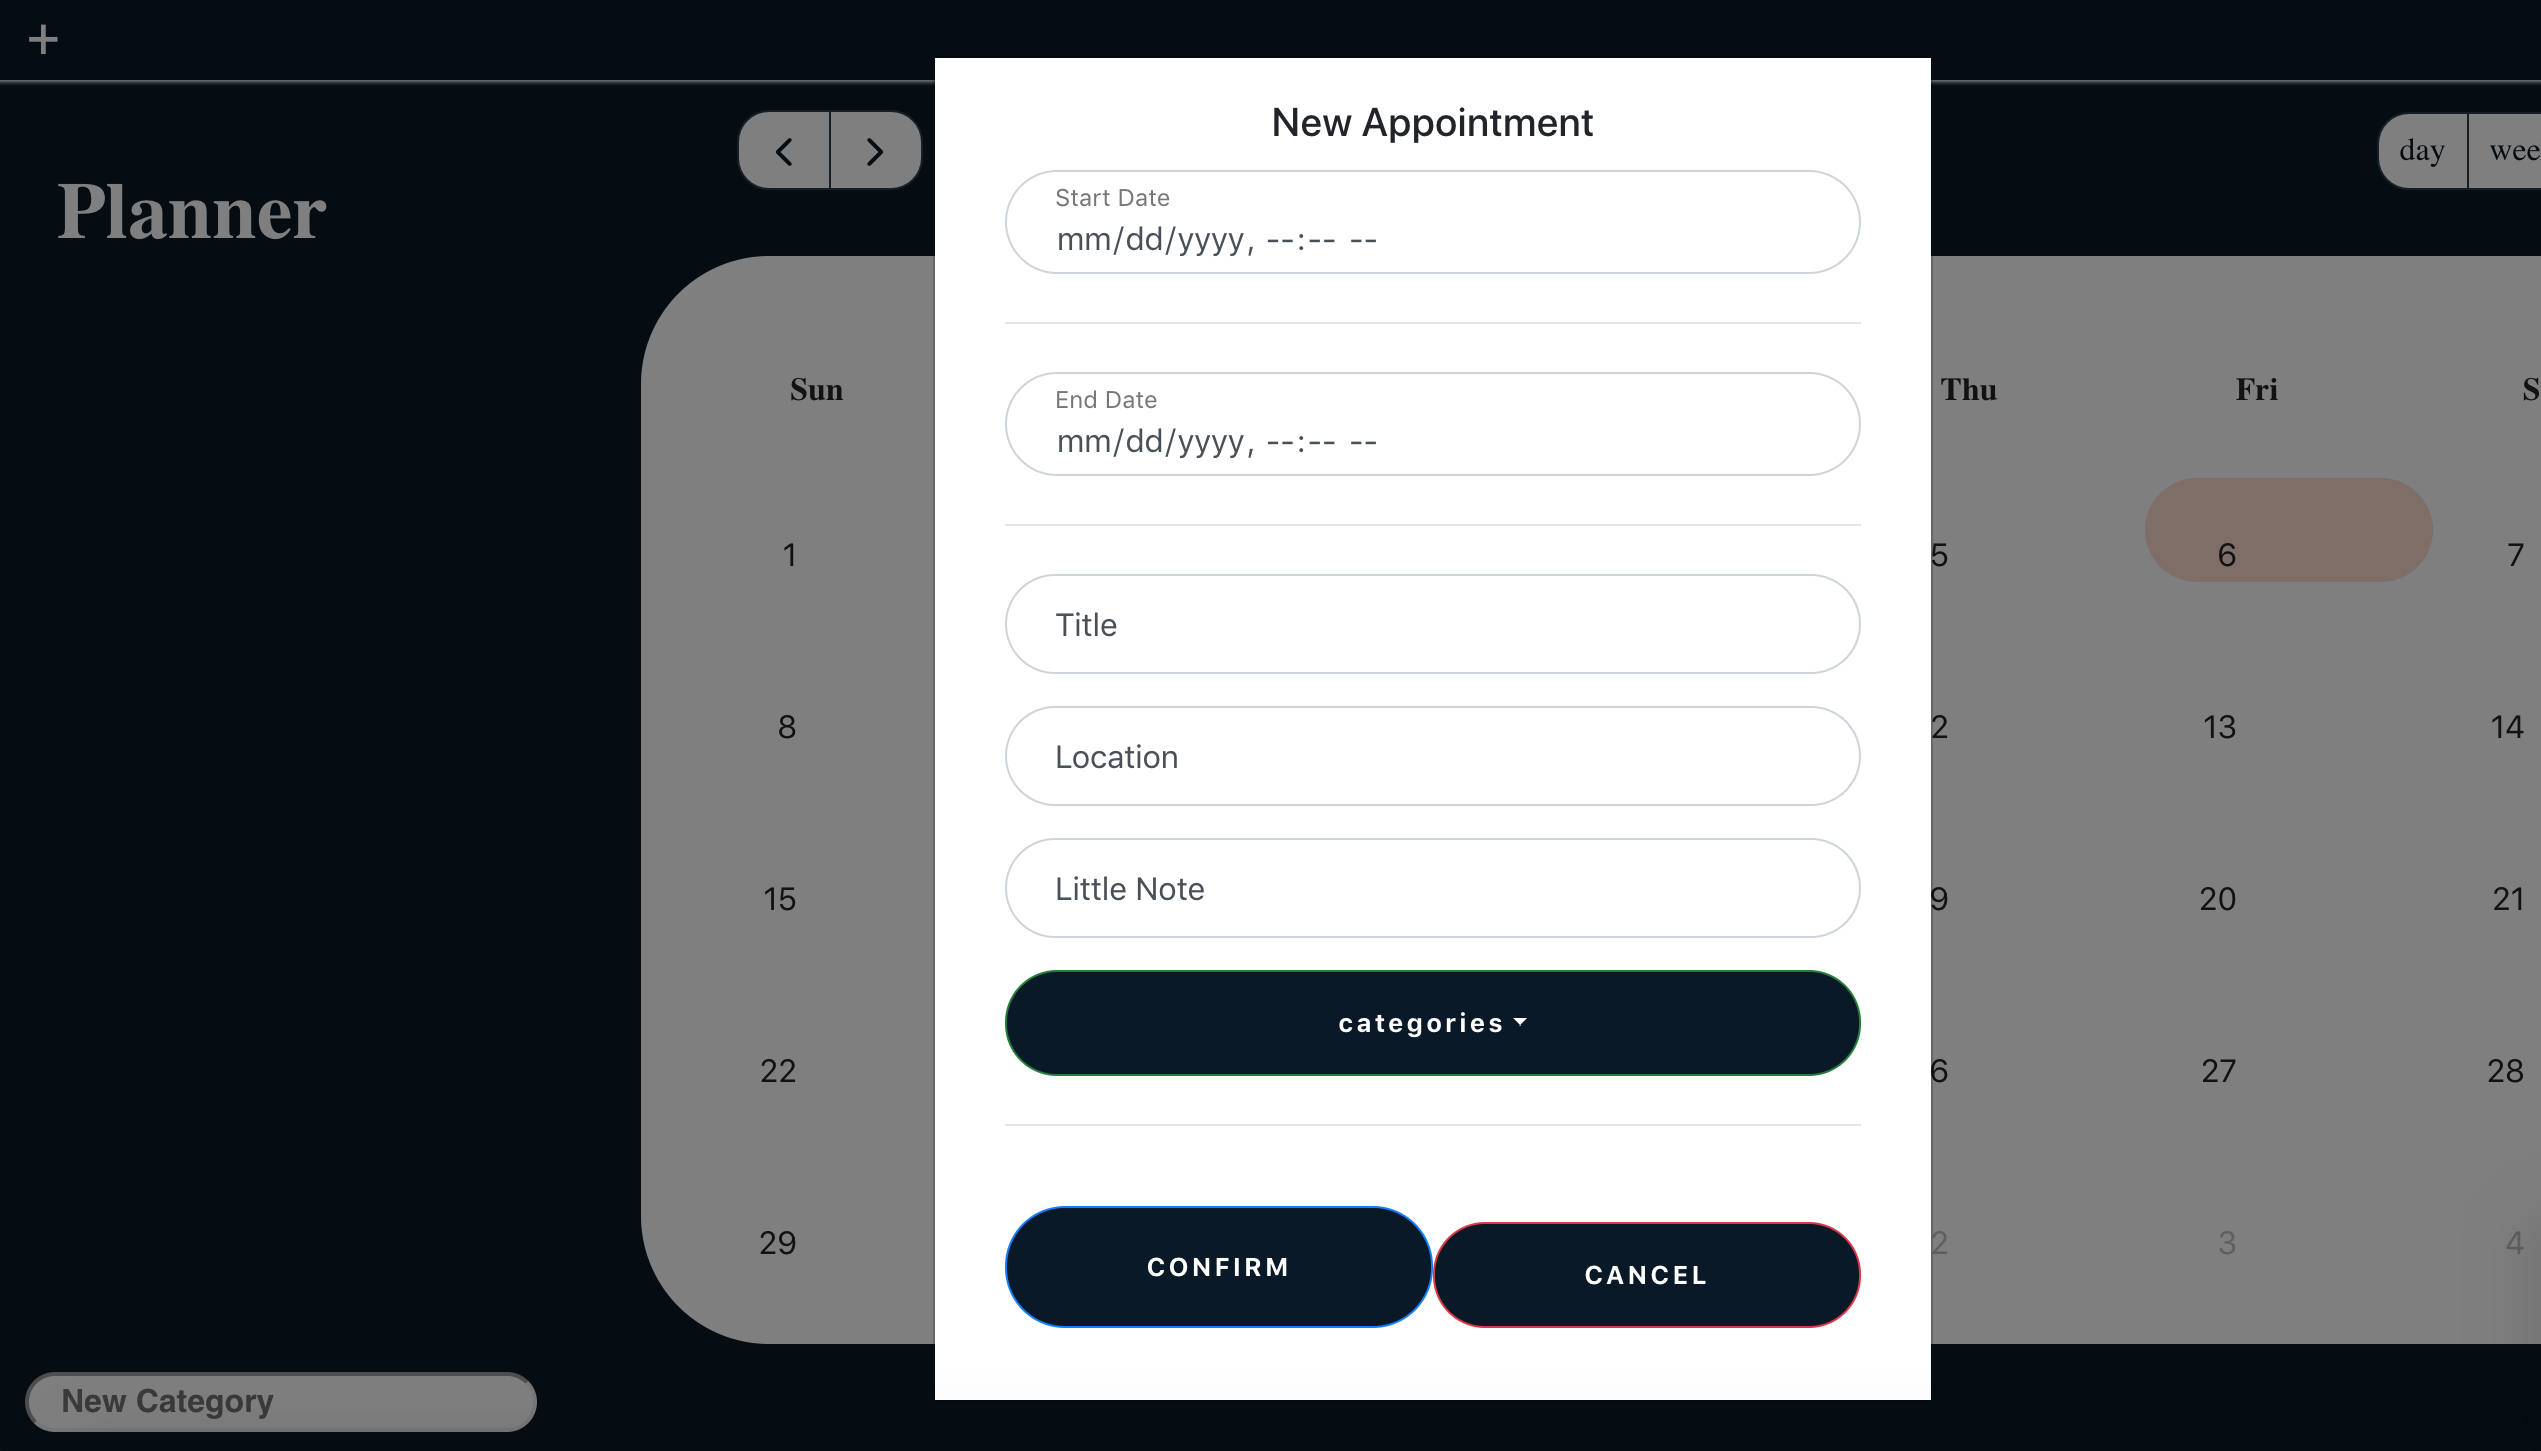 +
Planner
day wee
New Appointment
Start Date
mm/dd/yyyy, --:-- --
End Date
mm/dd/yyyy, --:-- --
Title
Location
Little Note
categories
CONFIRM CANCEL
Sun Thu Fri S
1 5 6 7
8 2 13 14
15 9 20 21
22 6 27 28
29 2 3 4
New Category